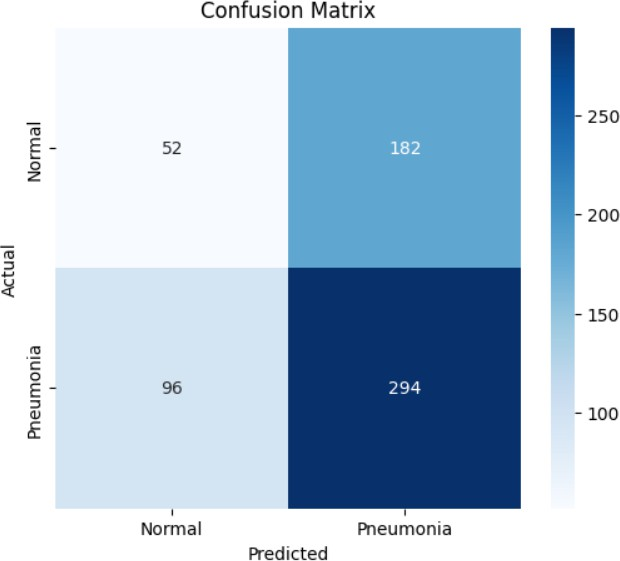 Confusion Matrix
Actual
Normal
52
182
Pneumonia
96
294
Normal
Pneumonia
Predicted
250
200
150
100